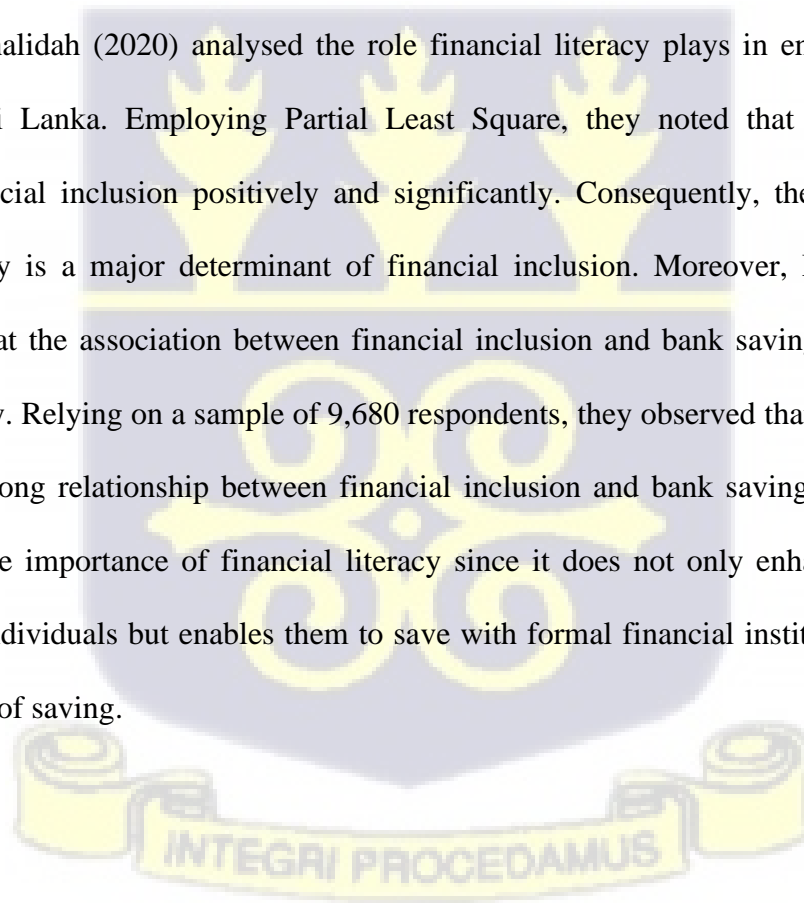 alidah (2020) analysed the role financial literacy plays in en
i Lanka. Employing Partial Least Square, they noted that
cial inclusion positively and significantly. Consequently, the
y is a major determinant of financial inclusion. Moreover,
at the association between financial inclusion and bank saving
y. Relying on a sample of 9,680 respondents, they observed tha
ong relationship between financial inclusion and bank saving
e importance of financial literacy since it does not only enha
dividuals but enables them to save with formal financial instit
of saving.
INTEGRI PROCEDAMUS